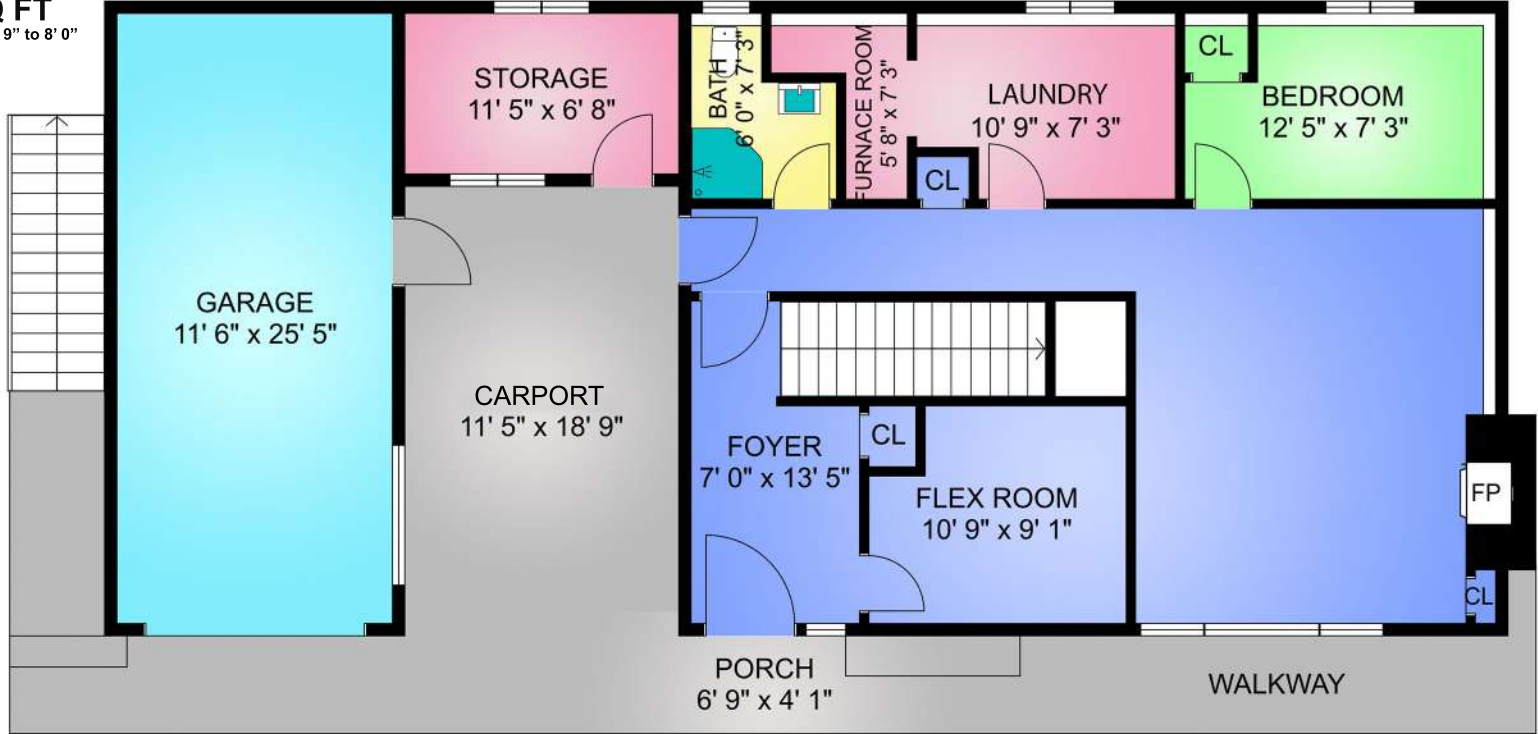 FT
9" to 8' 0"
STORAGE
11' 5" x 6' 8"
BATH
6' 0" x 7' 3"
FURNACE ROOM
5' 8" x 7' 3"
LAUNDRY
10' 9" x 7' 3"
CL
CL
BEDROOM
12' 5" x 7' 3"
GARAGE
11' 6" x 25' 5"
CARPORT
11' 5" x 18' 9"
FOYER
7' 0" x 13' 5"
CL
FLEX ROOM
10' 9" x 9' 1"
FP
CL
PORCH
6' 9" x 4' 1"
WALKWAY